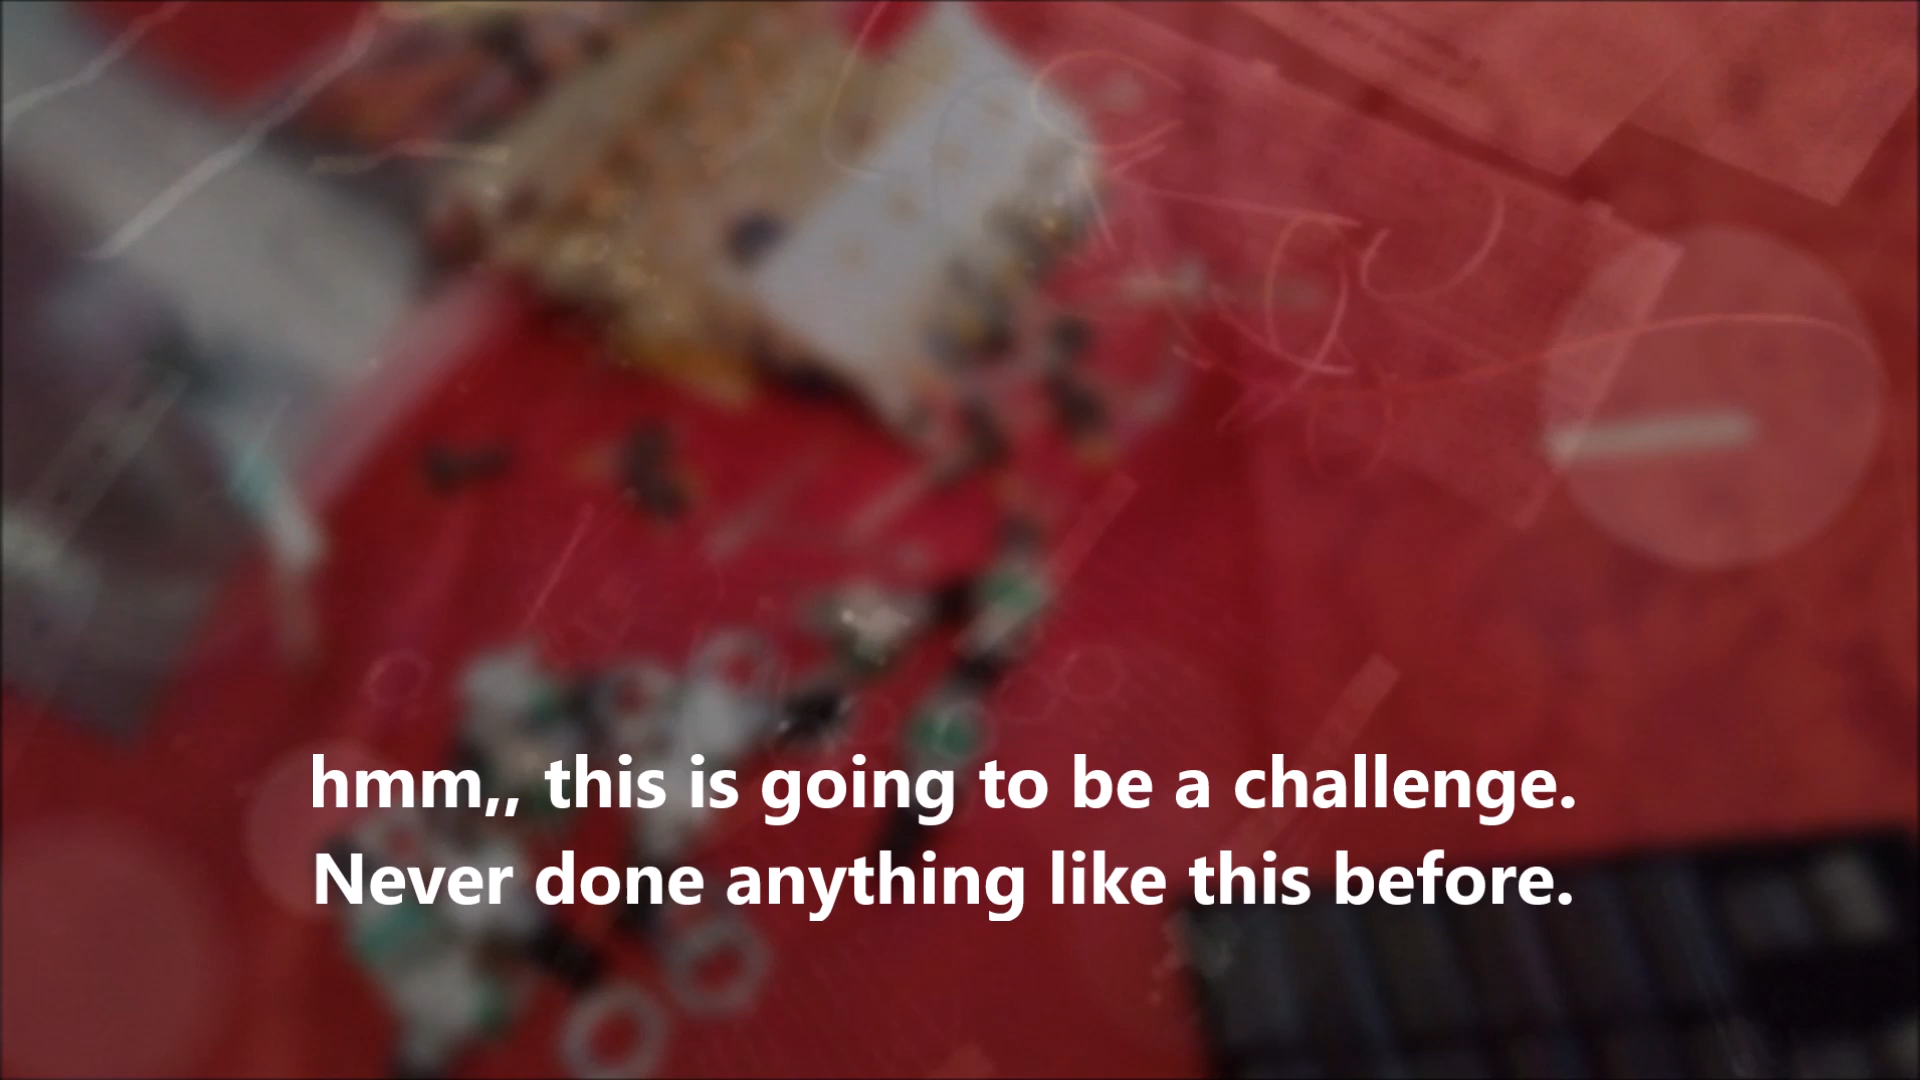 hmm,, this is going to be a challenge.
Never done anything like this before.